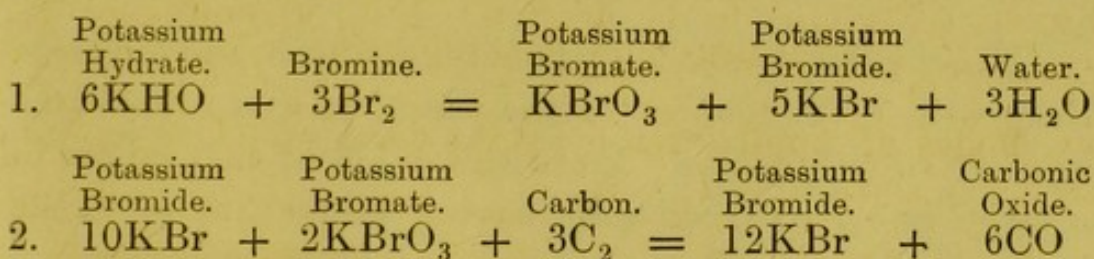 Potassium Potassium Potassium
Hydrate. Bromine. Bromate. Bromide. Water.
1. 6KHO + 3Br₂ = KBrO₃ + 5KBr + 3H₂O
Potassium Potassium Potassium Carbonic
Bromide. Bromate. Carbon. Bromide. Oxide.
2. 10KBr + 2KBrO₃ + 3C₂ = 12KBr + 6CO